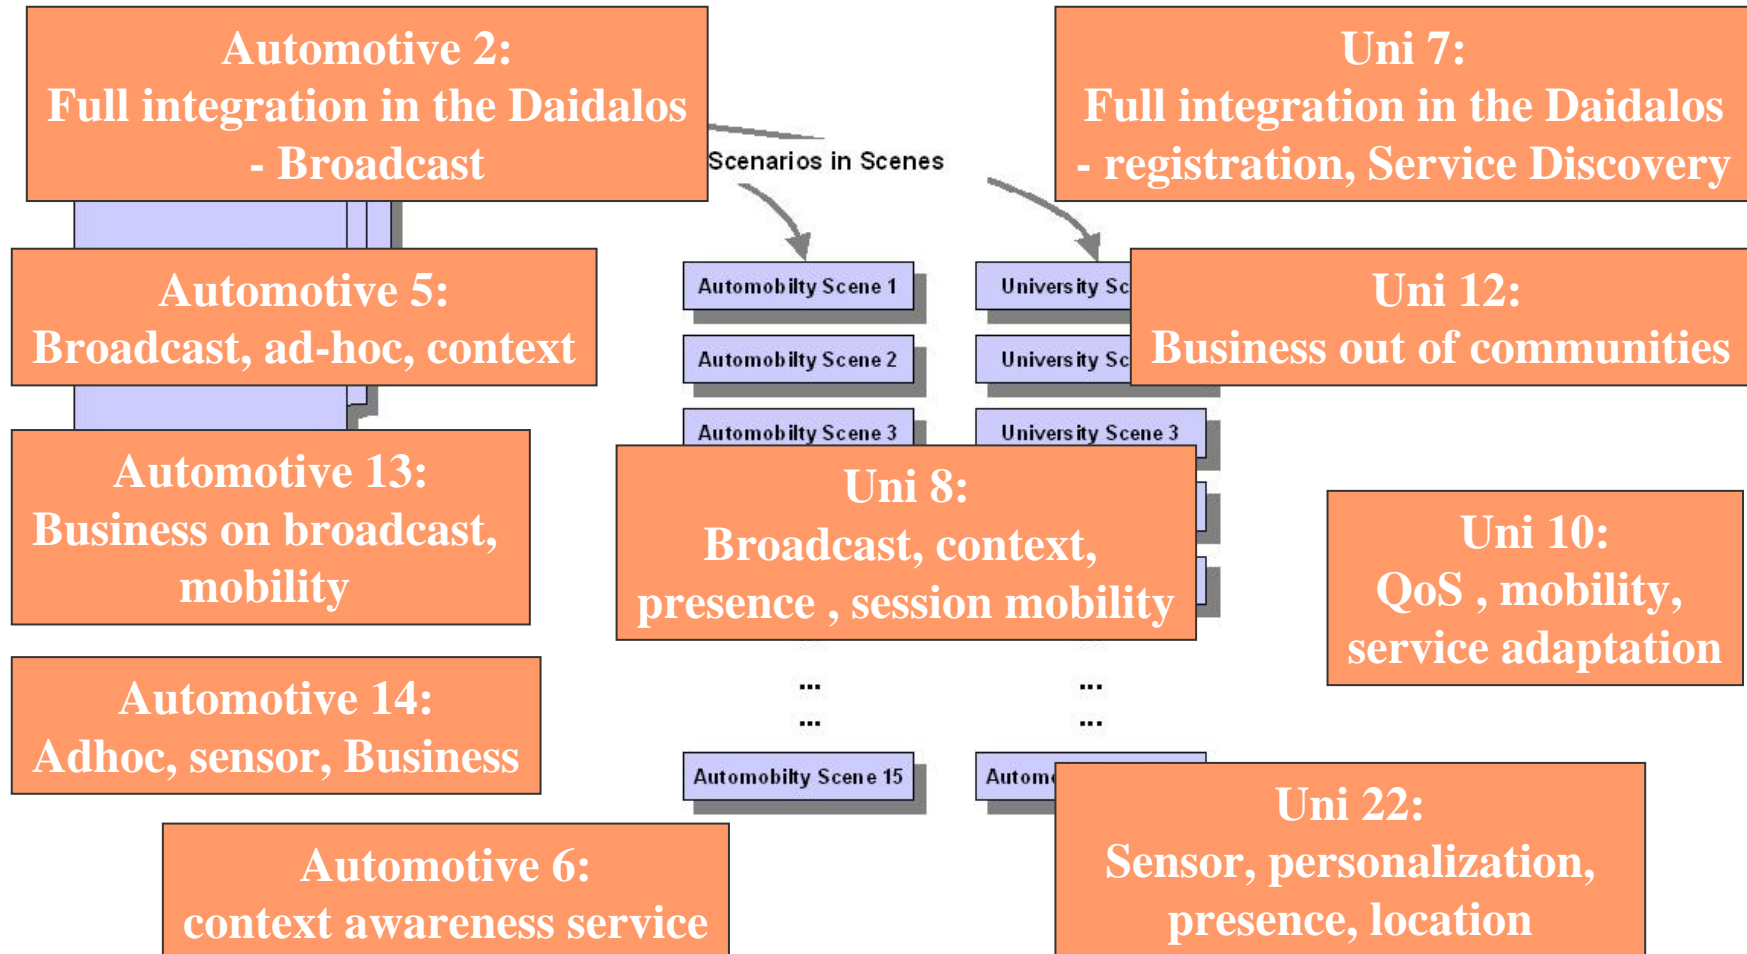 Automotive 2:
Full integration in the Daidalos
- Broadcast
Uni 7:
Full integration in the Daidalos
- registration, Service Discovery
Scenarios in Scenes
Automotive 5:
Broadcast, ad-hoc, context
Automobilty Scene 1
University Sc
Uni 12:
Business out of communities
Automobilty Scene 2
University Sc
Automobilty Scene 3
University Scene 3
Automotive 13:
Business on broadcast,
mobility
Uni 8:
Broadcast, context,
presence , session mobility
Uni 10:
QoS , mobility,
service adaptation
Automotive 14:
Adhoc, sensor, Business
...
...
...
...
Automobilty Scene 15
Autom
Automotive 6:
context awareness service
Uni 22:
Sensor, personalization,
presence, location